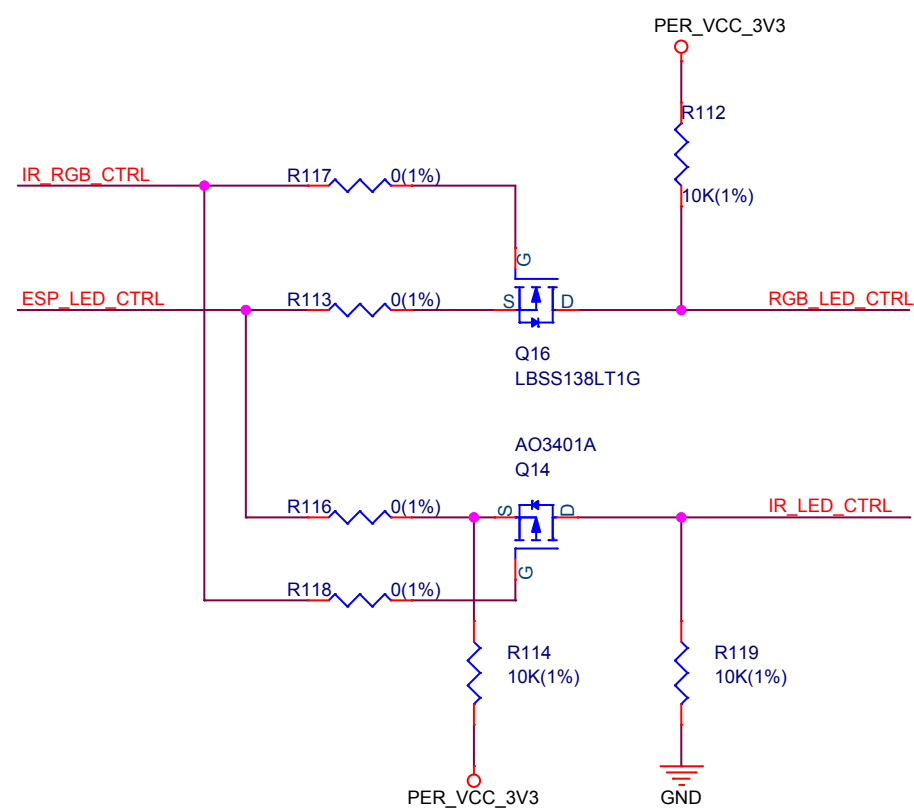 PER_VCC_3V3
R112
10K(1%)
IR_RGB_CTRL
R117 0(1%)
G
ESP_LED_CTRL
R113 0(1%)
S D
RGB_LED_CTRL
Q16
LBSS138LT1G
AO3401A
Q14
R116 0(1%)
S D
IR_LED_CTRL
G
R118 0(1%)
R114
10K(1%)
R119
10K(1%)
PER_VCC_3V3
GND